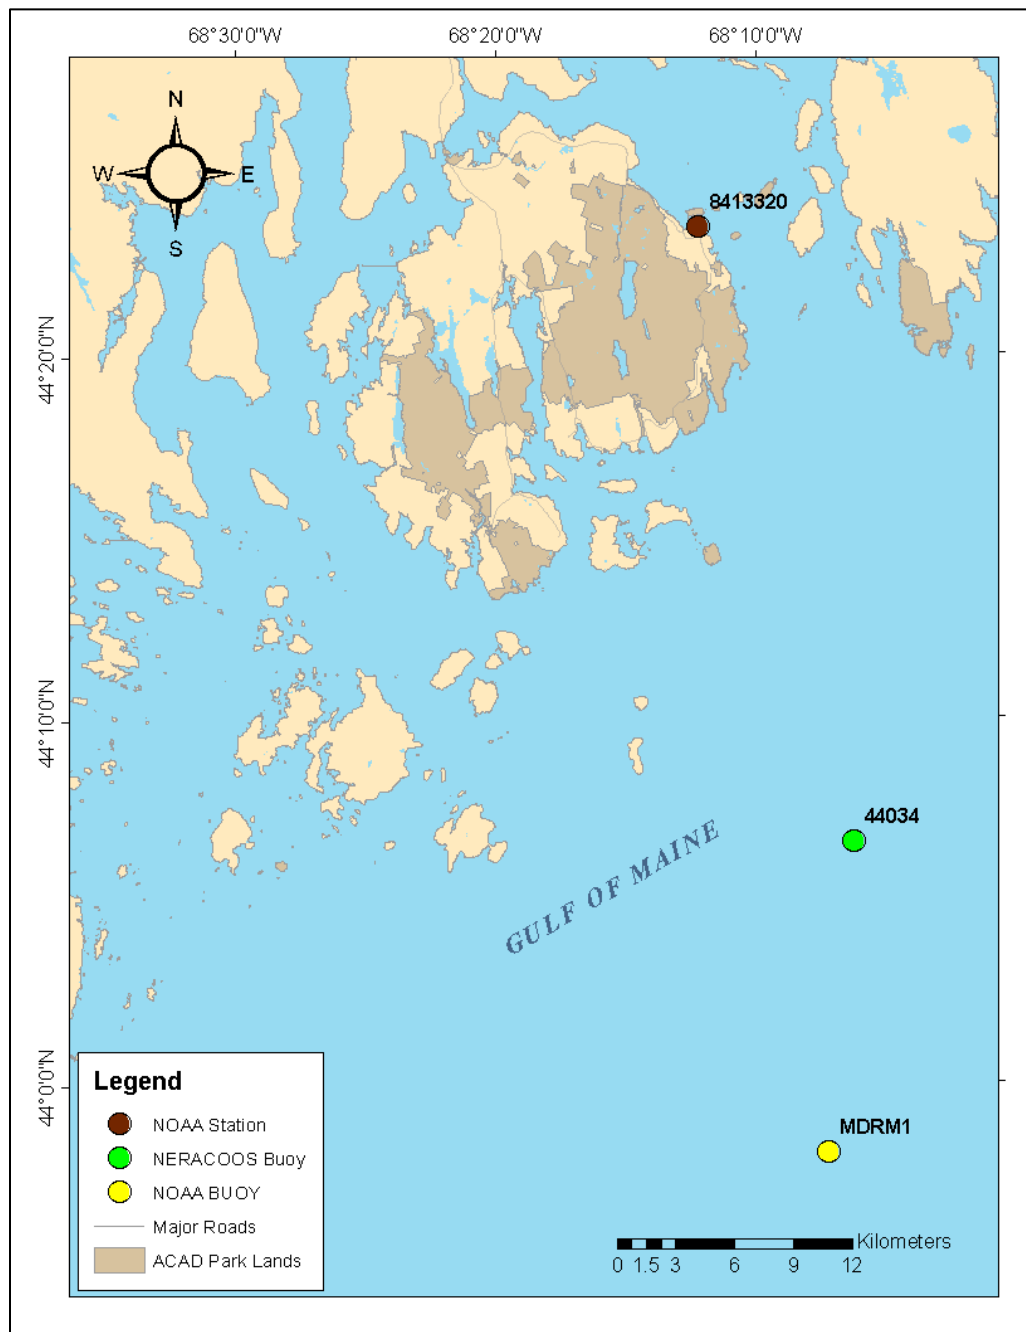 68°30'0"W 68°20'0"W 68°10'0"W
N
W E
S
8413320
44°20'0"N
44°10'0"N
44034
GULF OF MAINE
44°0'0"N
Legend
NOAA Station
NERACOOS Buoy
NOAA BUOY
Major Roads
ACAD Park Lands
MDRM1
Kilometers
0 1.5 3 6 9 12